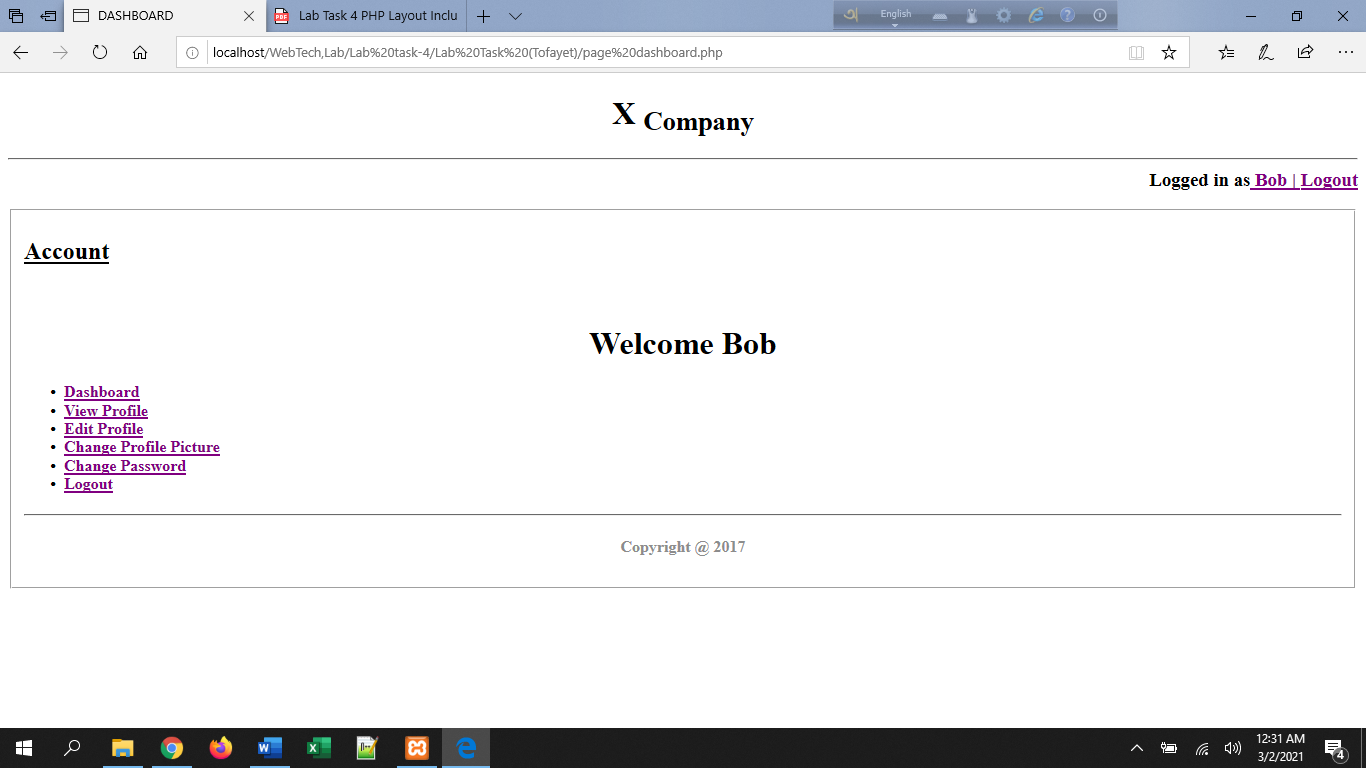 DASHBOARD
Lab Task 4 PHP Layout Inclu
অ English
localhost/WebTech,Lab/Lab%20task-4/Lab%20Task%20(Tofayet)/page%20dashboard.php
X Company
Logged in as Bob | Logout
Account
Welcome Bob
• Dashboard
• View Profile
• Edit Profile
• Change Profile Picture
• Change Password
• Logout
Copyright @ 2017
12:31 AM
3/2/2021
4